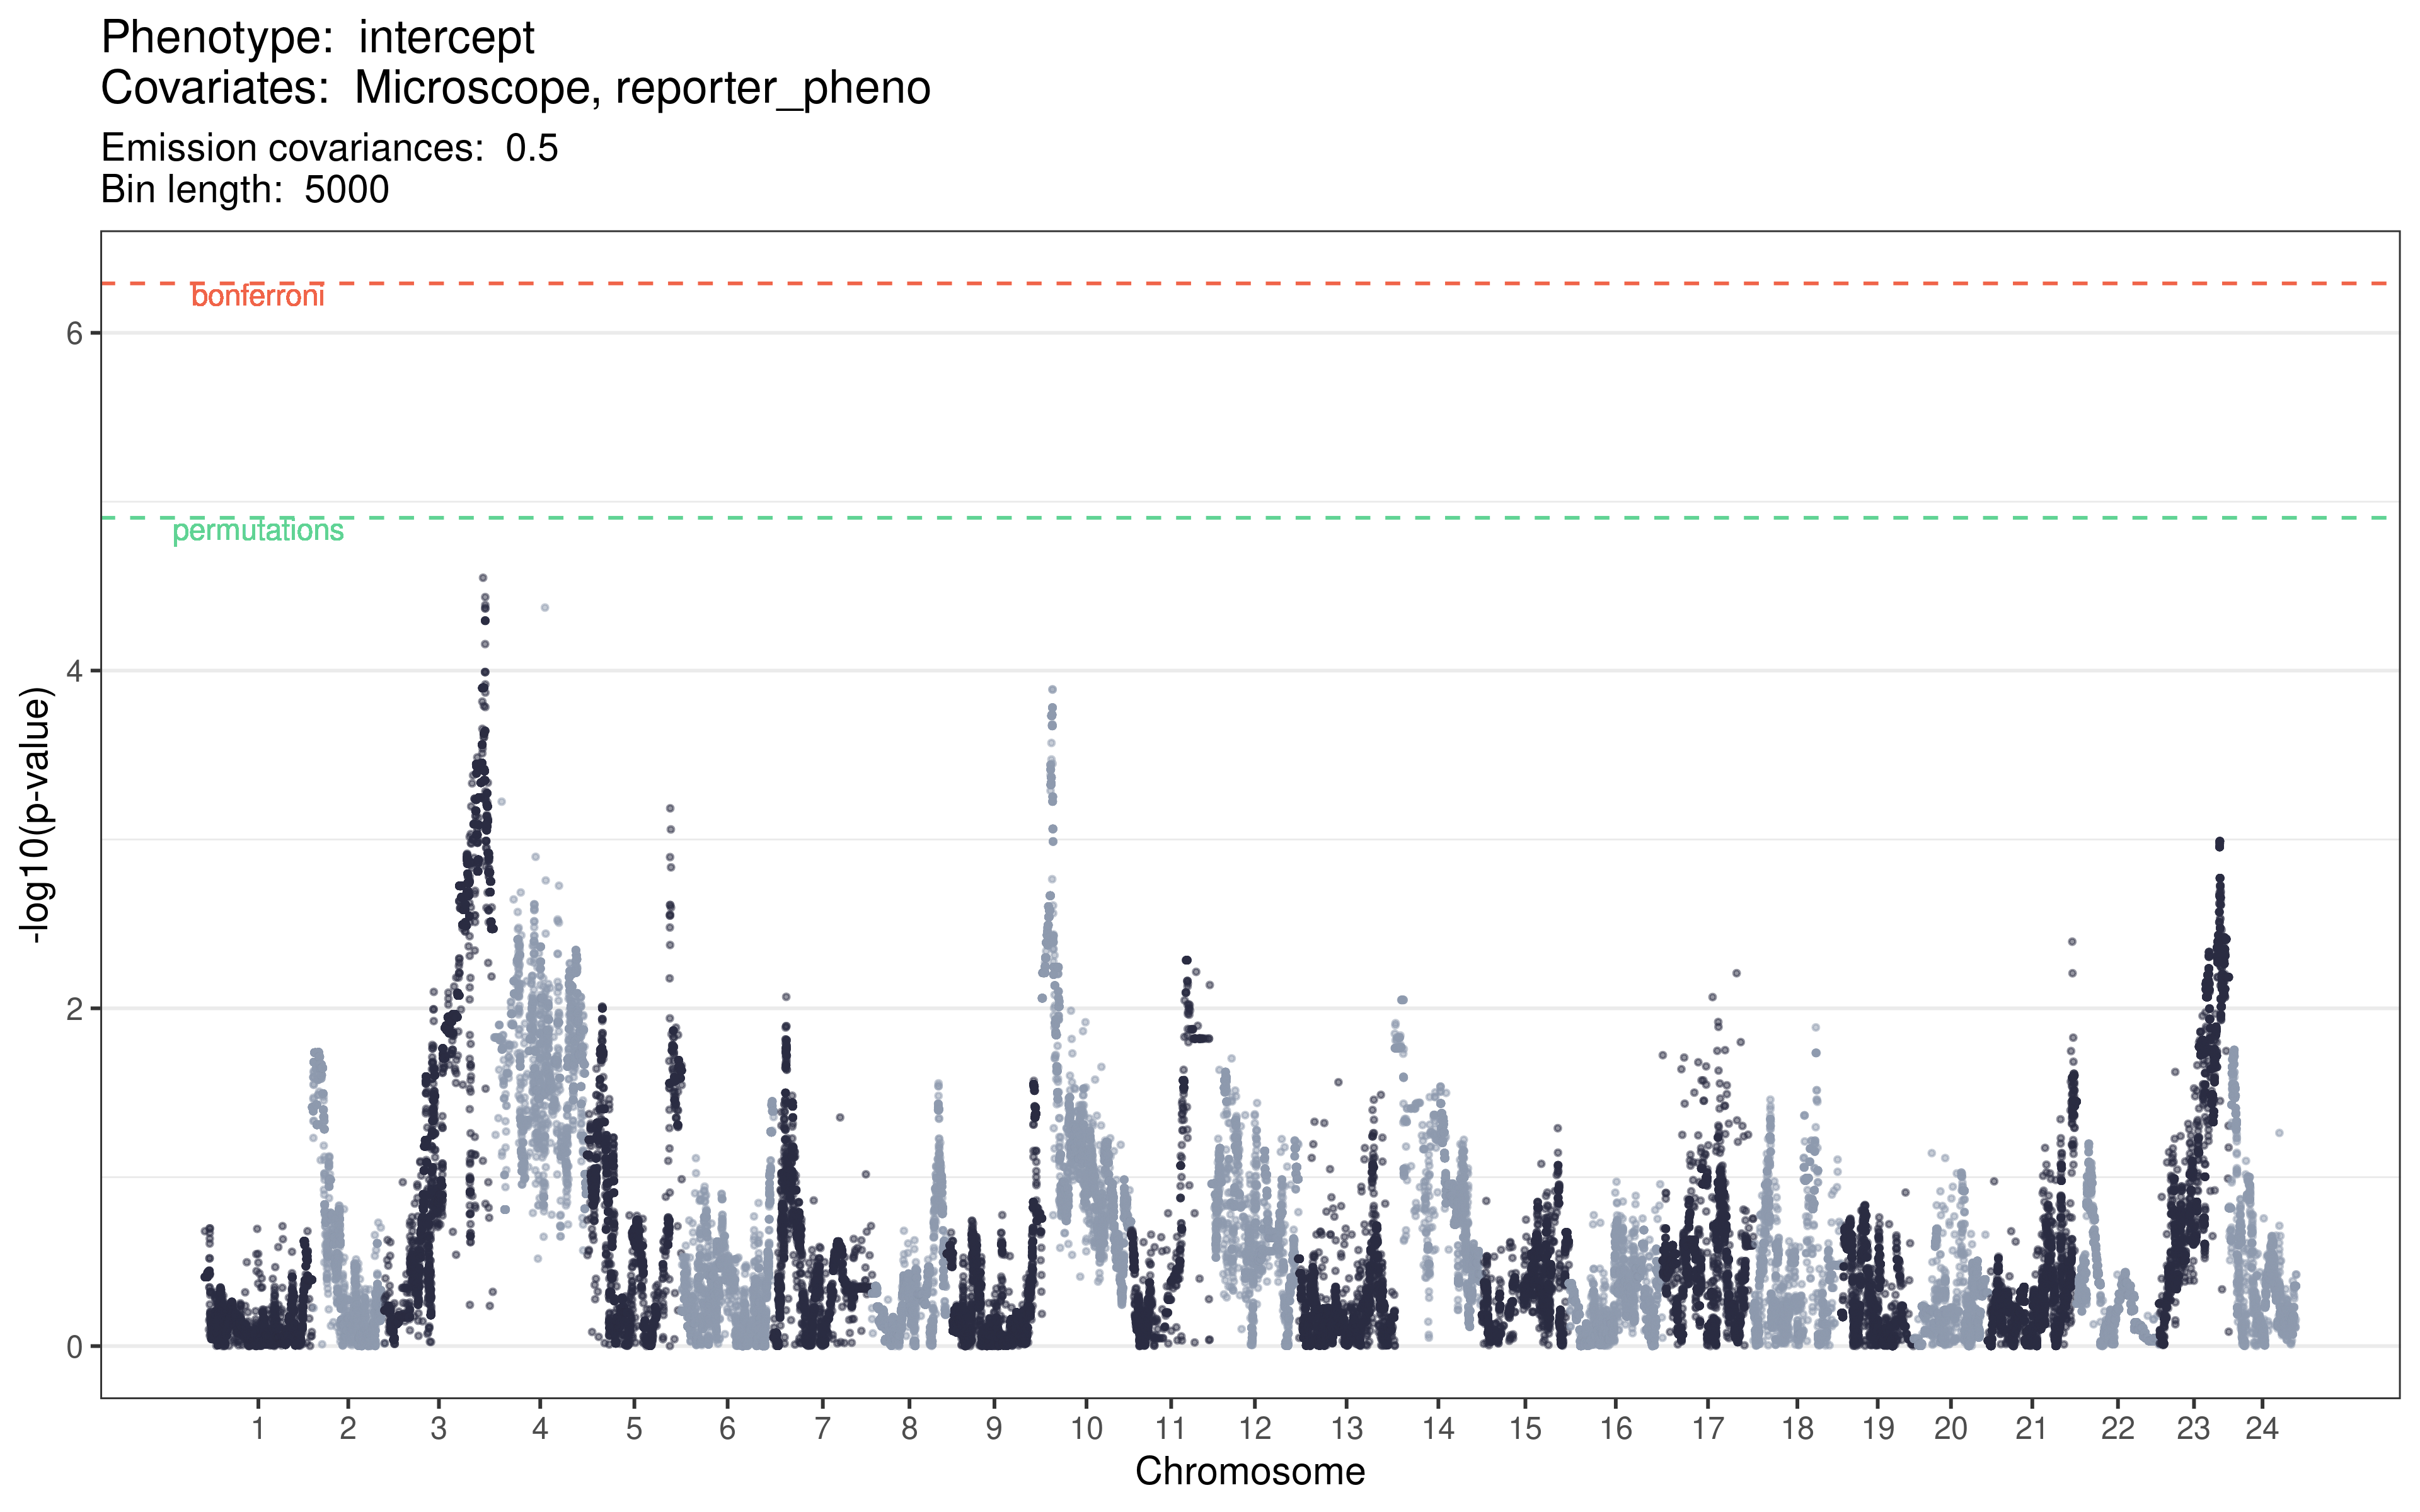 Phenotype: intercept
Covariates: Microscope, reporter_pheno
Emission covariances: 0.5
Bin length: 5000
bonferroni
6
permutations
4
-log10(p-value)
2
0
1 2 3 4 5 6 7 8 9 10 11 12 13 14 15 16 17 18 19 20 21 22 23 24
Chromosome